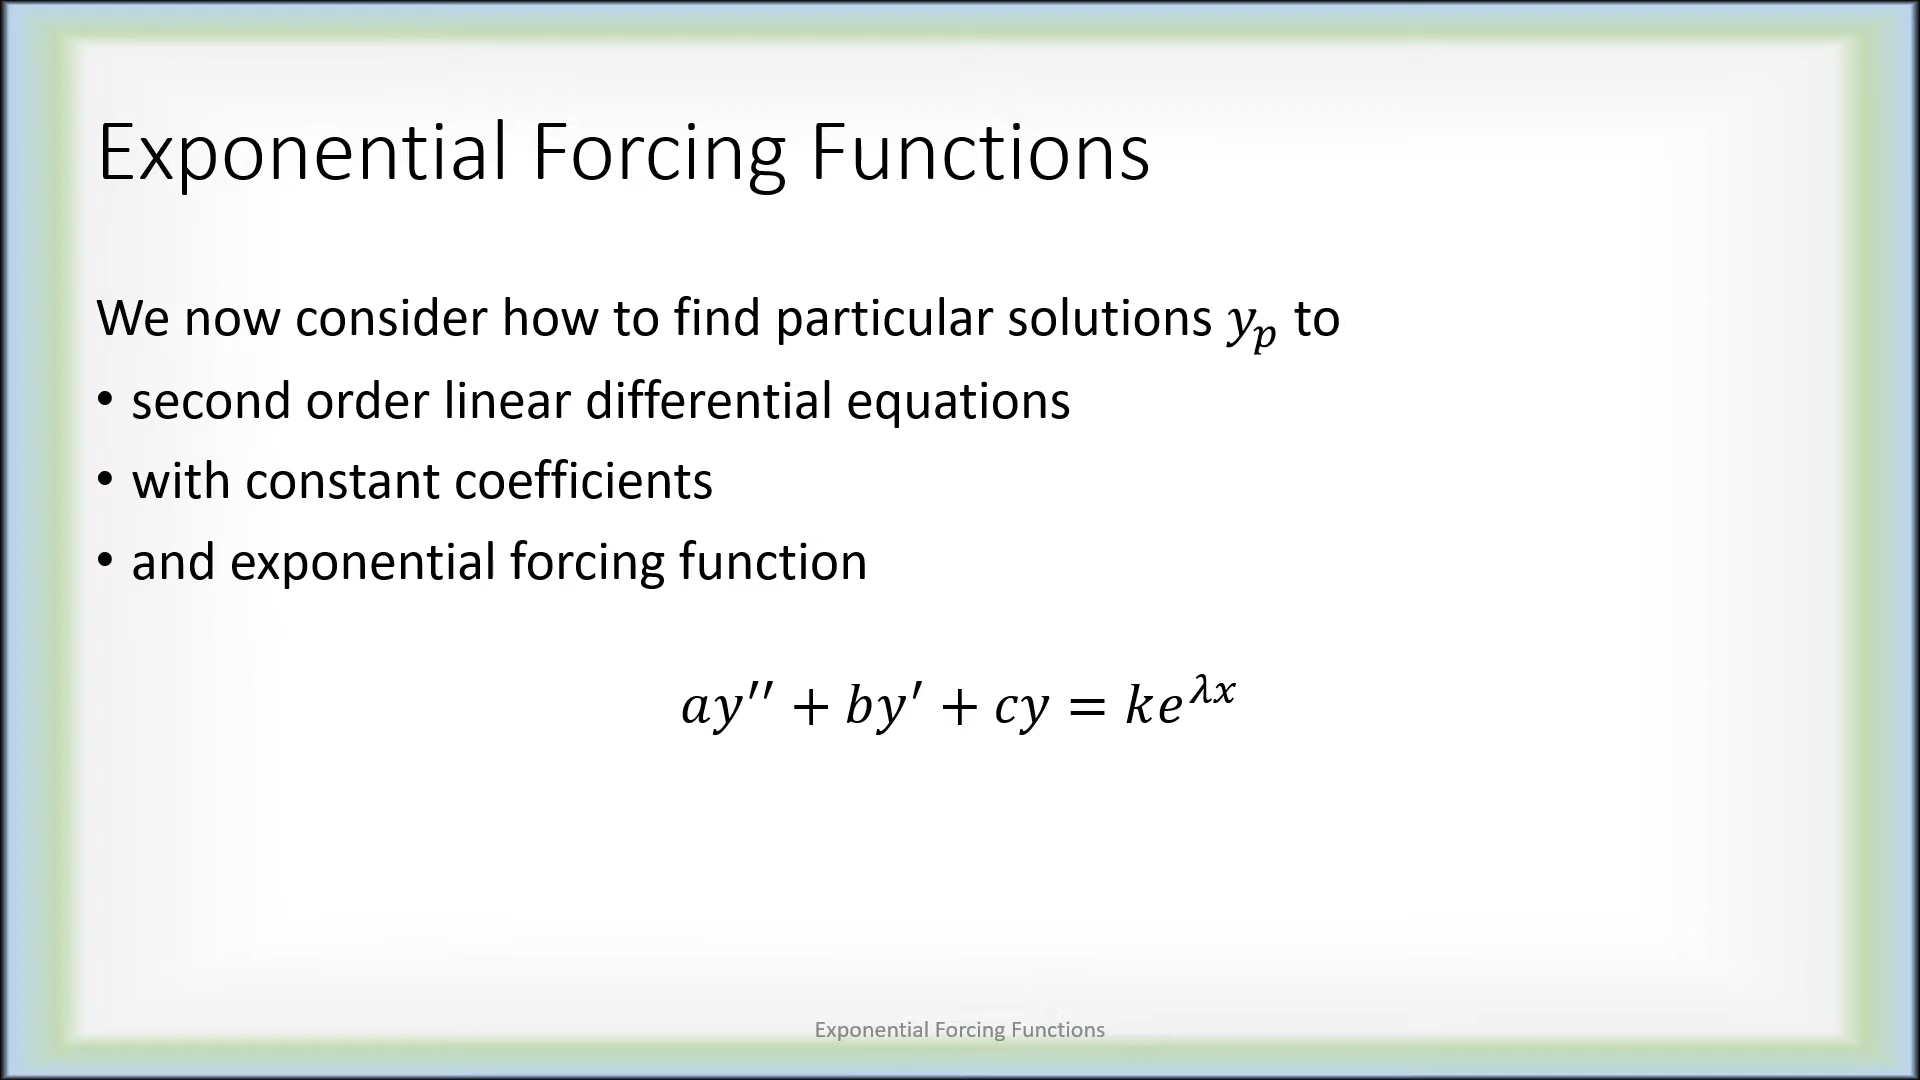 Exponential Forcing Functions
We now consider how to find particular solutions $y_p$ to
• second order linear differential equations
• with constant coefficients
• and exponential forcing function
$ay'' + by' + cy = ke^{\lambda x}$
Exponential Forcing Functions